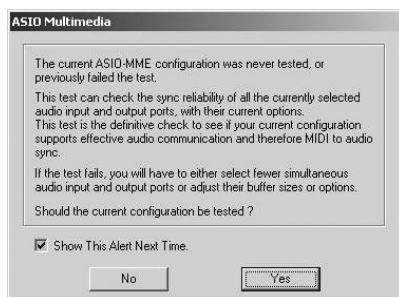 ASIO Multimedia
The current ASIO-MME configuration was never tested, or
previously failed the test.
This test can check the sync reliability of all the currently selected
audio input and output ports, with their current options.
This test is the definitive check to see if your current configuration
supports effective audio communication and therefore MIDI to audio
sync.
If the test fails, you will have to either select fewer simultaneous
audio input and output ports or adjust their buffer sizes or options.
Should the current configuration be tested ?
Show This Alert Next Time.
No
Yes